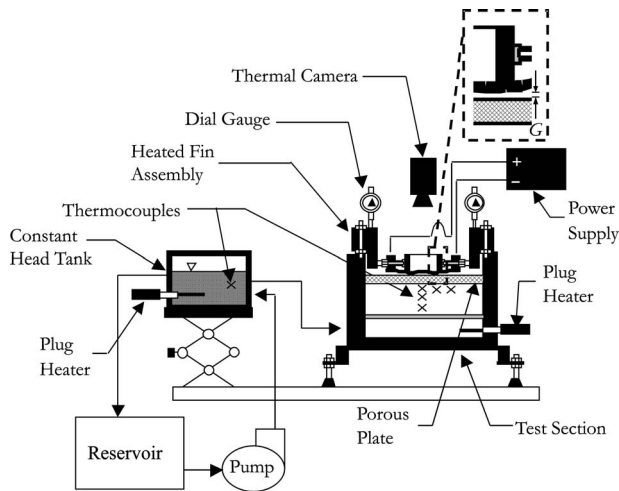 Thermal Camera
Dial Gauge
Heated Fin
Assembly
Thermocouples
Constant
Head Tank
G
+
−
Power
Supply
Plug
Heater
Plug
Heater
Porous
Plate
Test Section
Reservoir
Pump